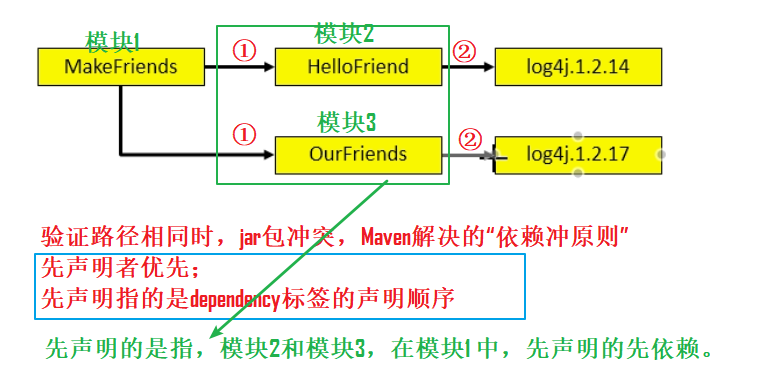 模块1
模块2
MakeFriends
①
HelloFriend
②
log4j.1.2.14
模块3
①
OurFriends
②
log4j.1.2.17
验证路径相同时，jar包冲突，Maven解决的“依赖冲原则”
先声明者优先；
先声明指的是dependency标签的声明顺序
先声明的是指，模块2和模块3，在模块1 中，先声明的先依赖。